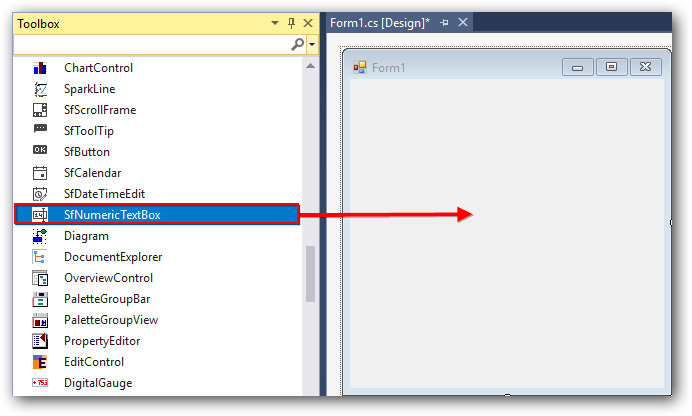 Toolbox
Form1.cs [Design]*
Form1
ChartControl
SparkLine
SfScrollFrame
SfToolTip
SfButton
SfCalendar
SfDateTimeEdit
SfNumericTextBox
Diagram
DocumentExplorer
OverviewControl
PaletteGroupBar
PaletteGroupView
PropertyEditor
EditControl
DigitalGauge